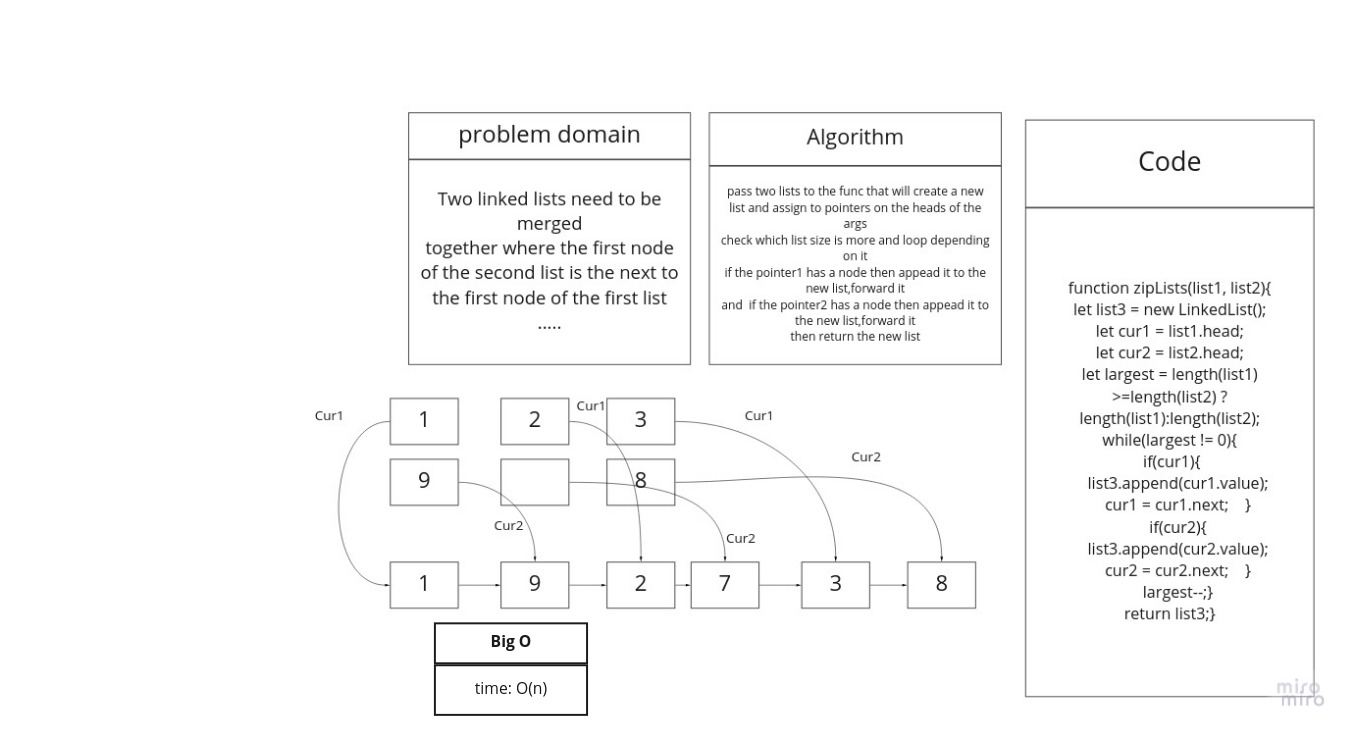 problem domain
Two linked lists need to be
merged
together where the first node
of the second list is the next to
the first node of the first list
.....
Algorithm
pass two lists to the func that will create a new
list and assign to pointers on the heads of the
args
check which list size is more and loop depending
on it
if the pointer1 has a node then appead it to the
new list,forward it
and if the pointer2 has a node then appead it to
the new list,forward it
then return the new list
Code
function zipLists(list1, list2){
let list3 = new LinkedList();
let cur1 = list1.head;
let cur2 = list2.head;
let largest = length(list1)
>=length(list2) ?
length(list1):length(list2);
while(largest != 0){
if(cur1){
list3.append(cur1.value);
cur1 = cur1.next; }
if(cur2){
list3.append(cur2.value);
cur2 = cur2.next; }
largest--;}
return list3;}
Cur1
1
2
Cur1
3
Cur1
9
8
Cur2
Cur2
Cur2
1
9
2
7
3
8
Big O
time: O(n)
miro
miro